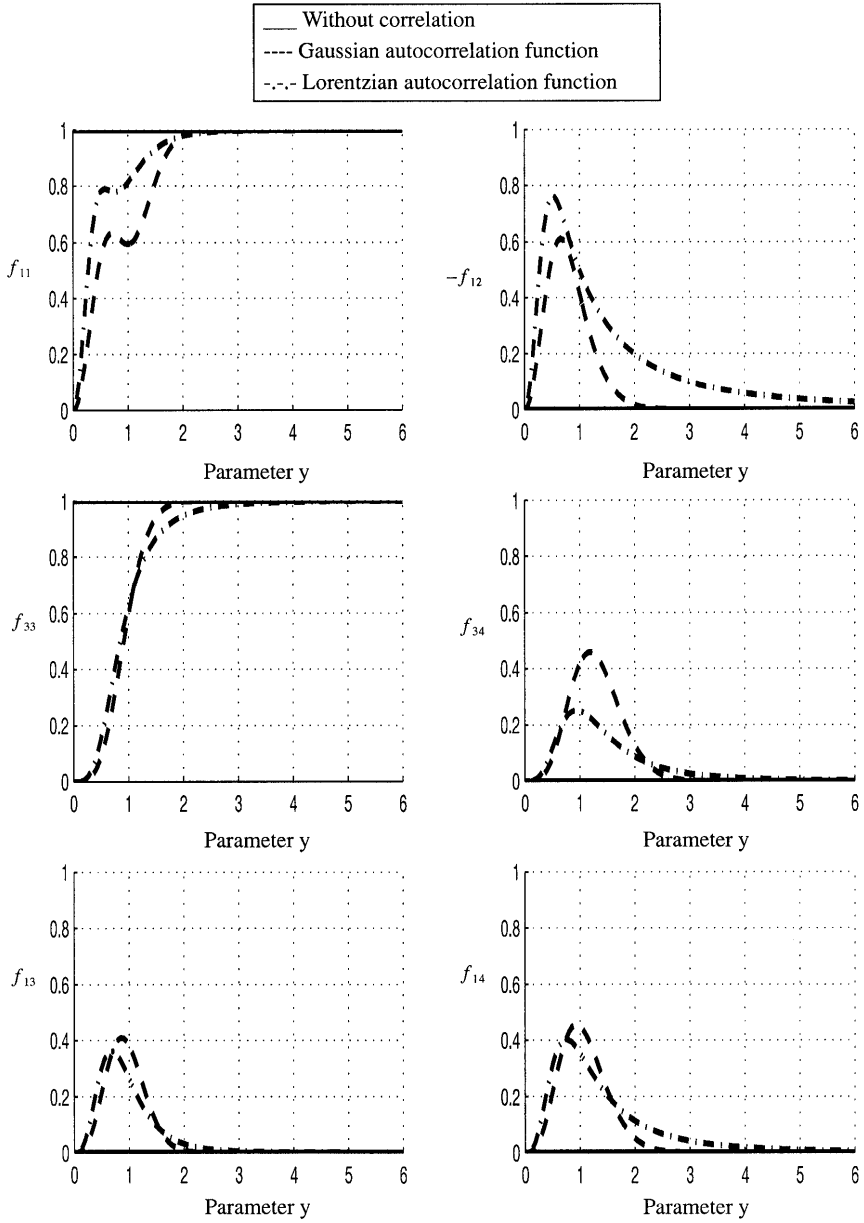 Without correlation
Gaussian autocorrelation function
Lorentzian autocorrelation function
1
0.8
0.6
0.4
0.2
0
f₁₁
0 1 2 3 4 5 6
Parameter y
1
0.8
0.6
0.4
0.2
0
−f₁₂
0 1 2 3 4 5 6
Parameter y
1
0.8
0.6
0.4
0.2
0
f₃₃
0 1 2 3 4 5 6
Parameter y
1
0.8
0.6
0.4
0.2
0
f₃₄
0 1 2 3 4 5 6
Parameter y
1
0.8
0.6
0.4
0.2
0
f₁₃
0 1 2 3 4 5 6
Parameter y
1
0.8
0.6
0.4
0.2
0
f₁₄
0 1 2 3 4 5 6
Parameter y